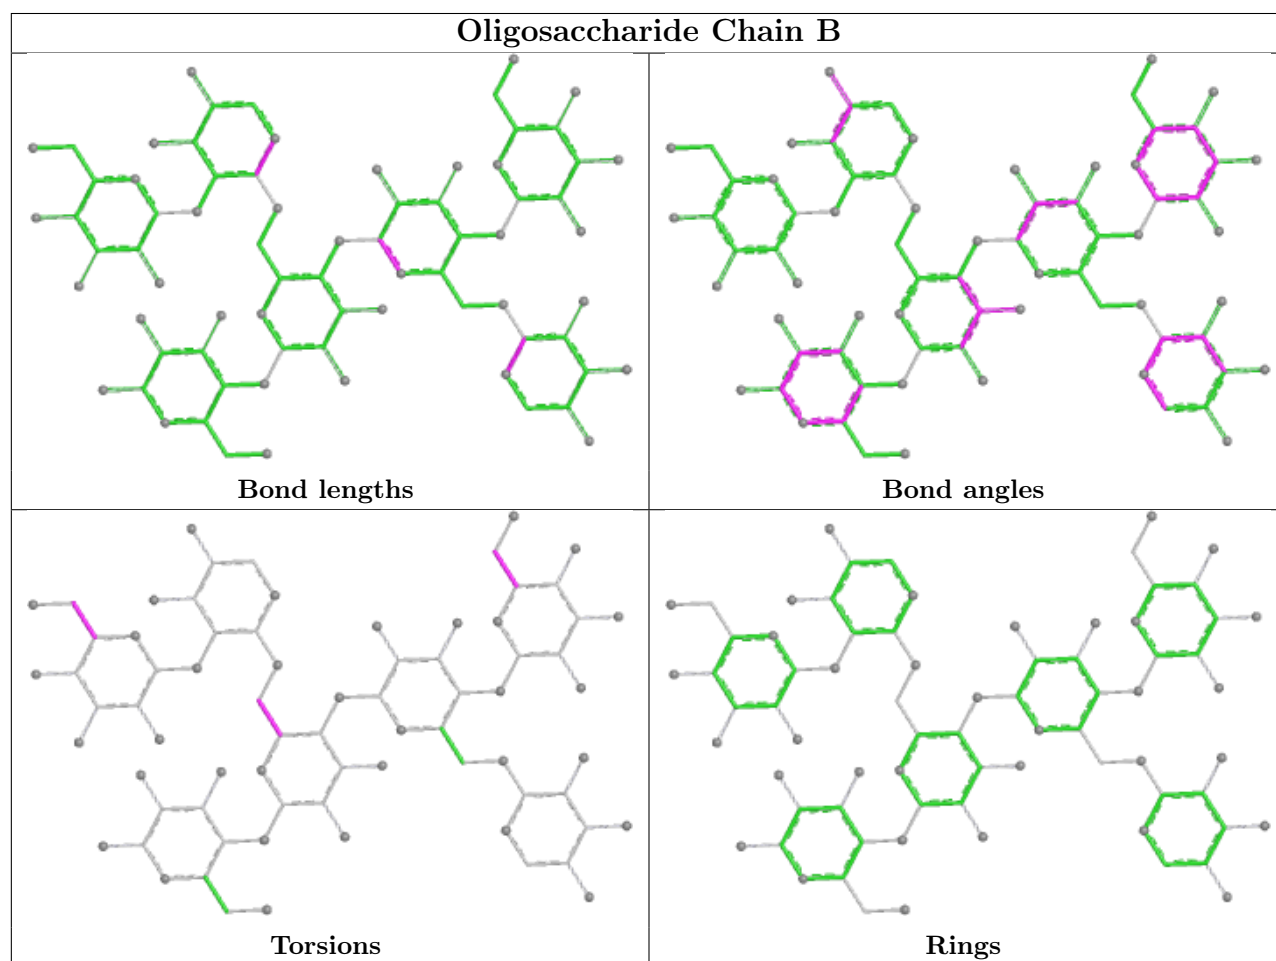 Oligosaccharide Chain B
Bond lengths
Bond angles
Torsions
Rings